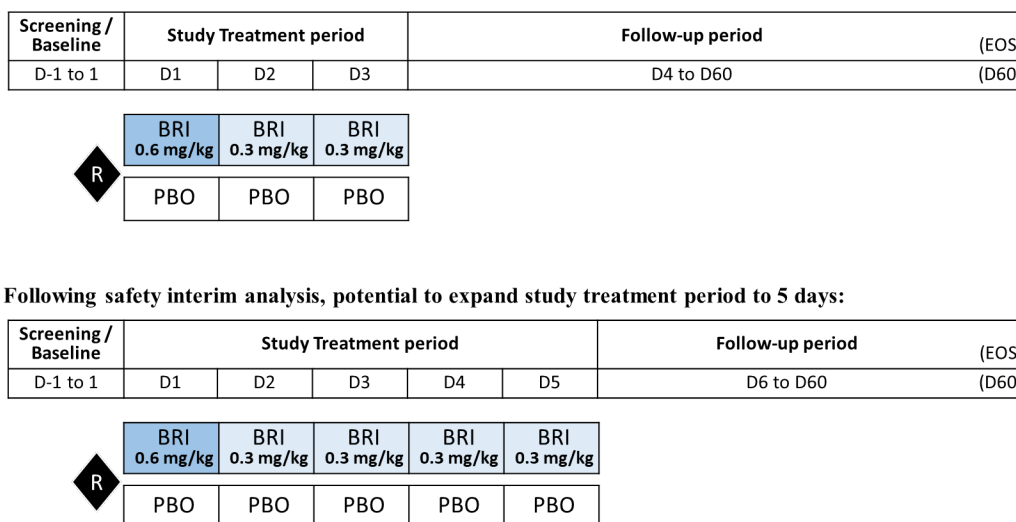 Screening / Baseline Study Treatment period Follow-up period (EOS
D-1 to 1 D1 D2 D3 D4 to D60 (D60
BRI BRI BRI
0.6 mg/kg 0.3 mg/kg 0.3 mg/kg
R
PBO PBO PBO
Following safety interim analysis, potential to expand study treatment period to 5 days:
Screening / Baseline Study Treatment period Follow-up period (EOS
D-1 to 1 D1 D2 D3 D4 D5 D6 to D60 (D60
BRI BRI BRI BRI BRI
0.6 mg/kg 0.3 mg/kg 0.3 mg/kg 0.3 mg/kg 0.3 mg/kg
R
PBO PBO PBO PBO PBO